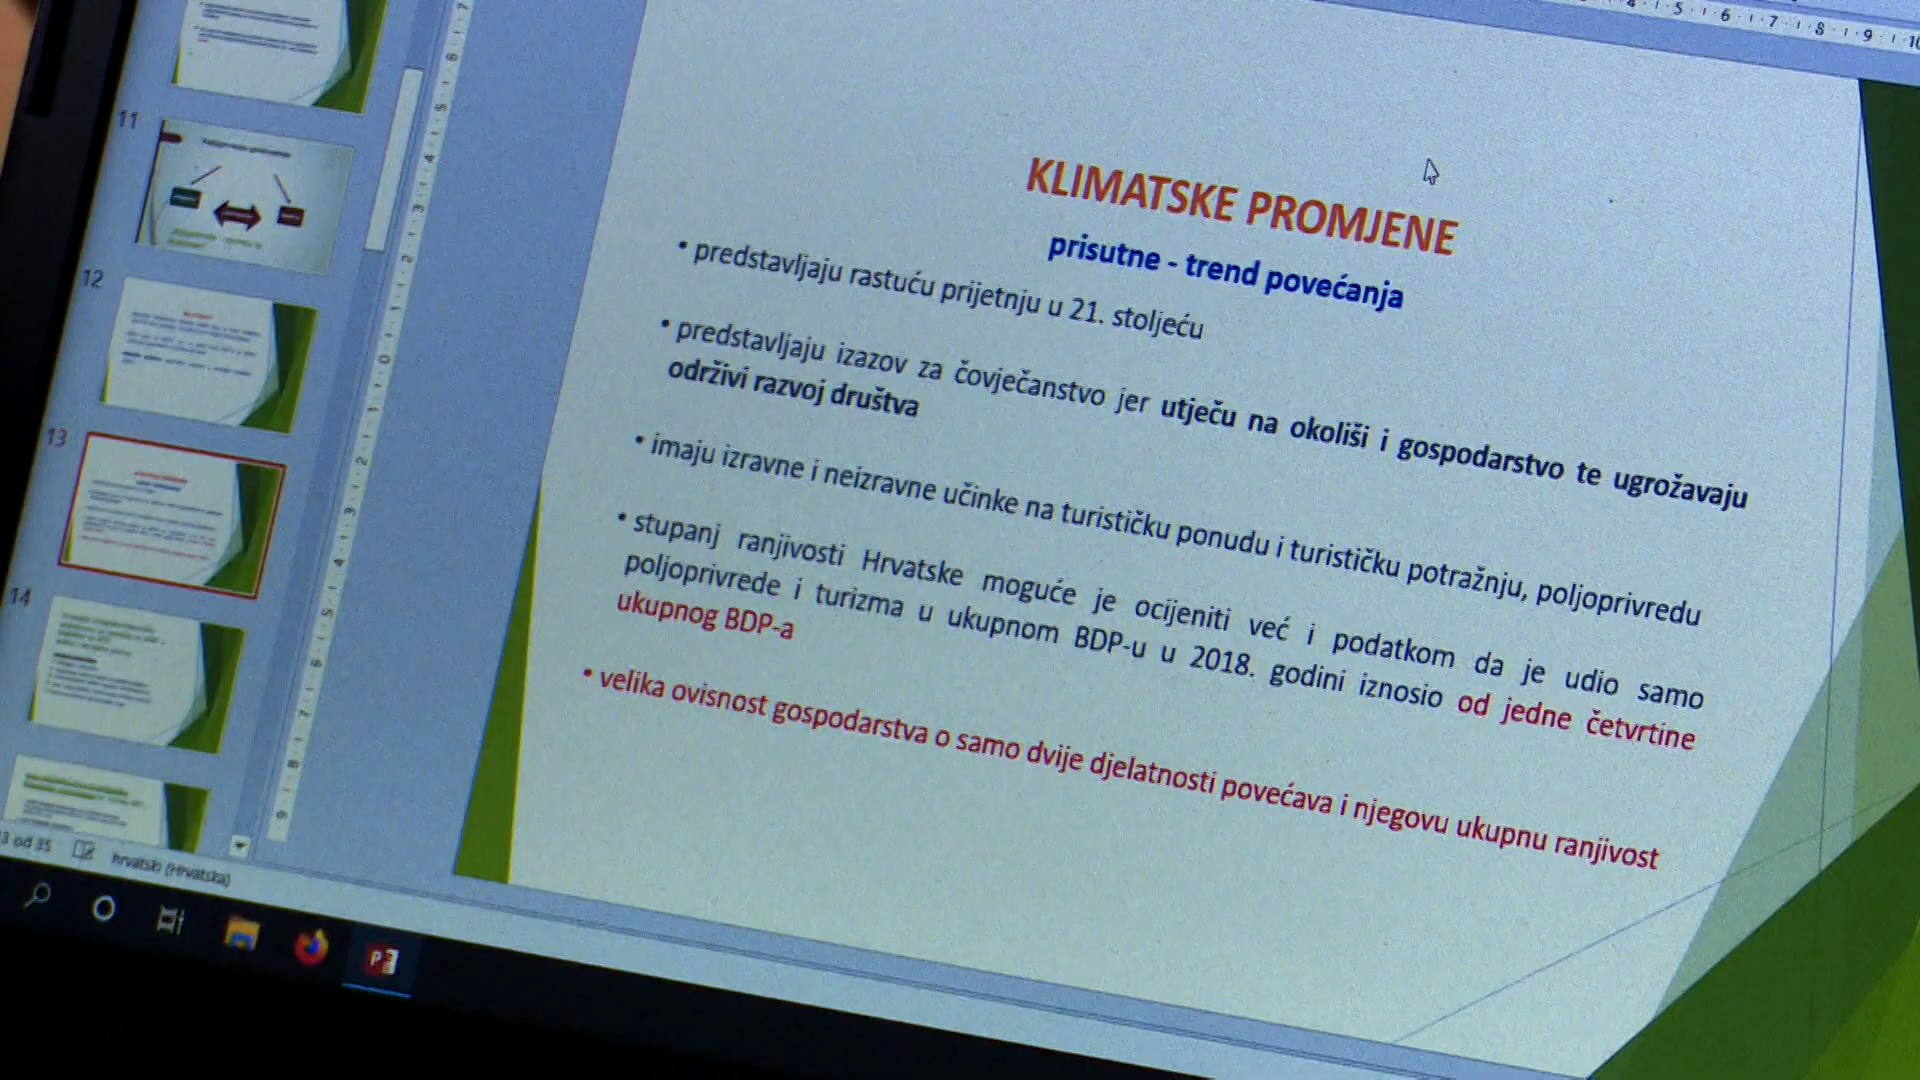 KLIMATSKE PROMJENE
prisutne - trend povećanja
• predstavljaju rastuću prijetnju u 21. stoljeću
• predstavljaju izazov za čovječanstvo jer utječu na okoliši i gospodarstvo te ugrožavaju
održivi razvoj društva
• imaju izravne i neizravne učinke na turističku ponudu i turističku potražnju, poljoprivredu
• stupanj ranjivosti Hrvatske moguće je ocijeniti već i podatkom da je udio samo
poljoprivrede i turizma u ukupnom BDP-u u 2018. godini iznosio od jedne četvrtine
ukupnog BDP-a
• velika ovisnost gospodarstva o samo dvije djelatnosti povećava i njegovu ukupnu ranjivost
11
12
13
14
3 od 35
hrvatski (Hrvatska)